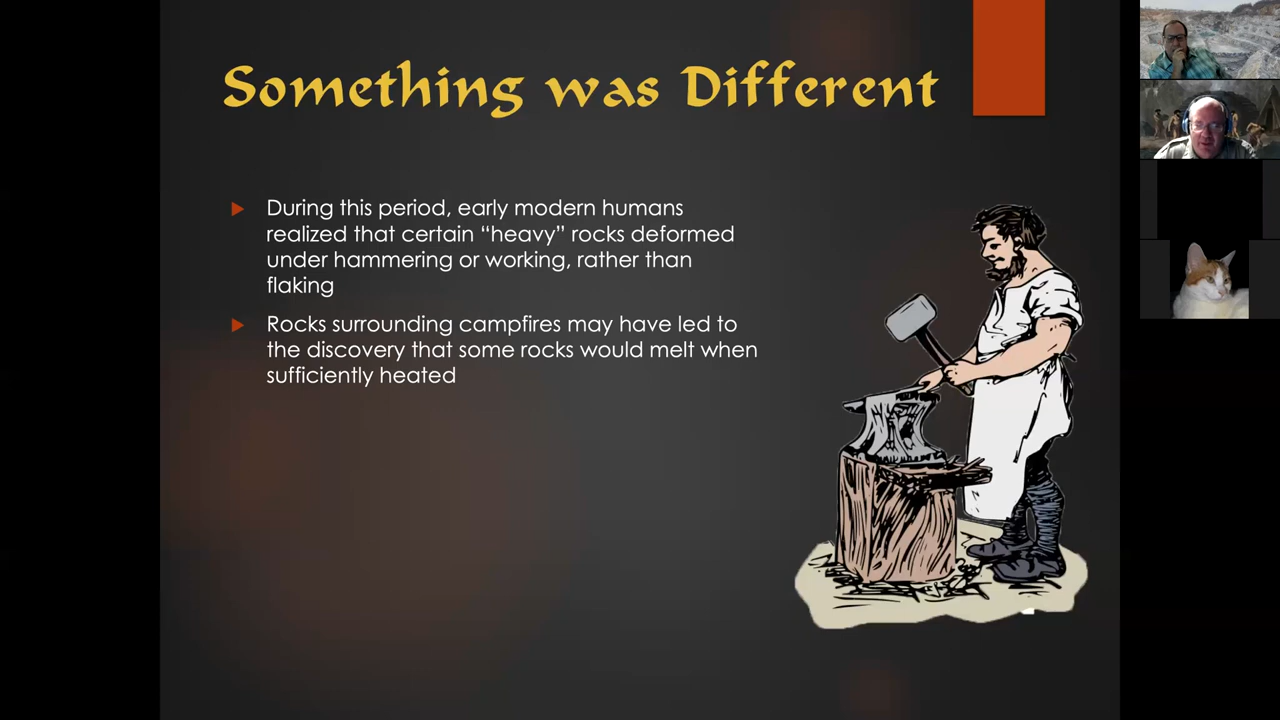 Something was Different
During this period, early modern humans
realized that certain “heavy” rocks deformed
under hammering or working, rather than
flaking
Rocks surrounding campfires may have led to
the discovery that some rocks would melt when
sufficiently heated